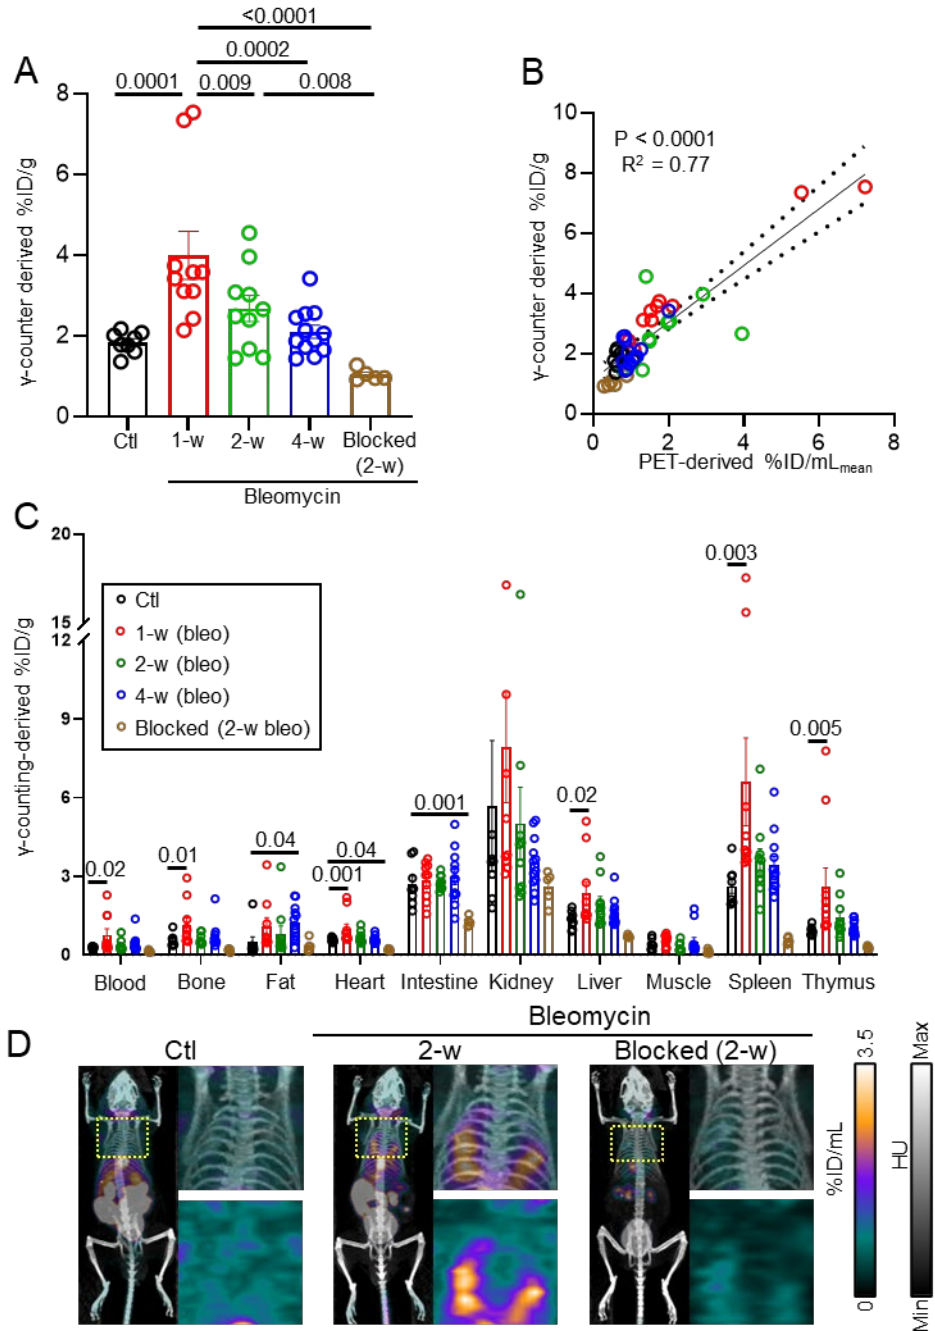 A
<0.0001
0.0002
0.0001
0.009
0.008
γ-counter derived %ID/g
8
6
4
2
0
Ctl
1-w
2-w
4-w
Blocked
(2-w)
Bleomycin
B
γ-counter derived %ID/g
10
8
6
4
2
0
P < 0.0001
R² = 0.77
0
2
4
6
8
PET-derived %ID/mLmean
C
γ-counting-derived %ID/g
20
15
12
9
6
3
0
Ctl
1-w (bleo)
2-w (bleo)
4-w (bleo)
Blocked (2-w bleo)
0.02
0.01
0.04
0.04
0.001
0.001
0.02
0.003
0.005
Blood
Bone
Fat
Heart
Intestine
Kidney
Liver
Muscle
Spleen
Thymus
D
Bleomycin
Ctl
2-w
Blocked (2-w)
3.5
%ID/mL
0
Max
HU
Min